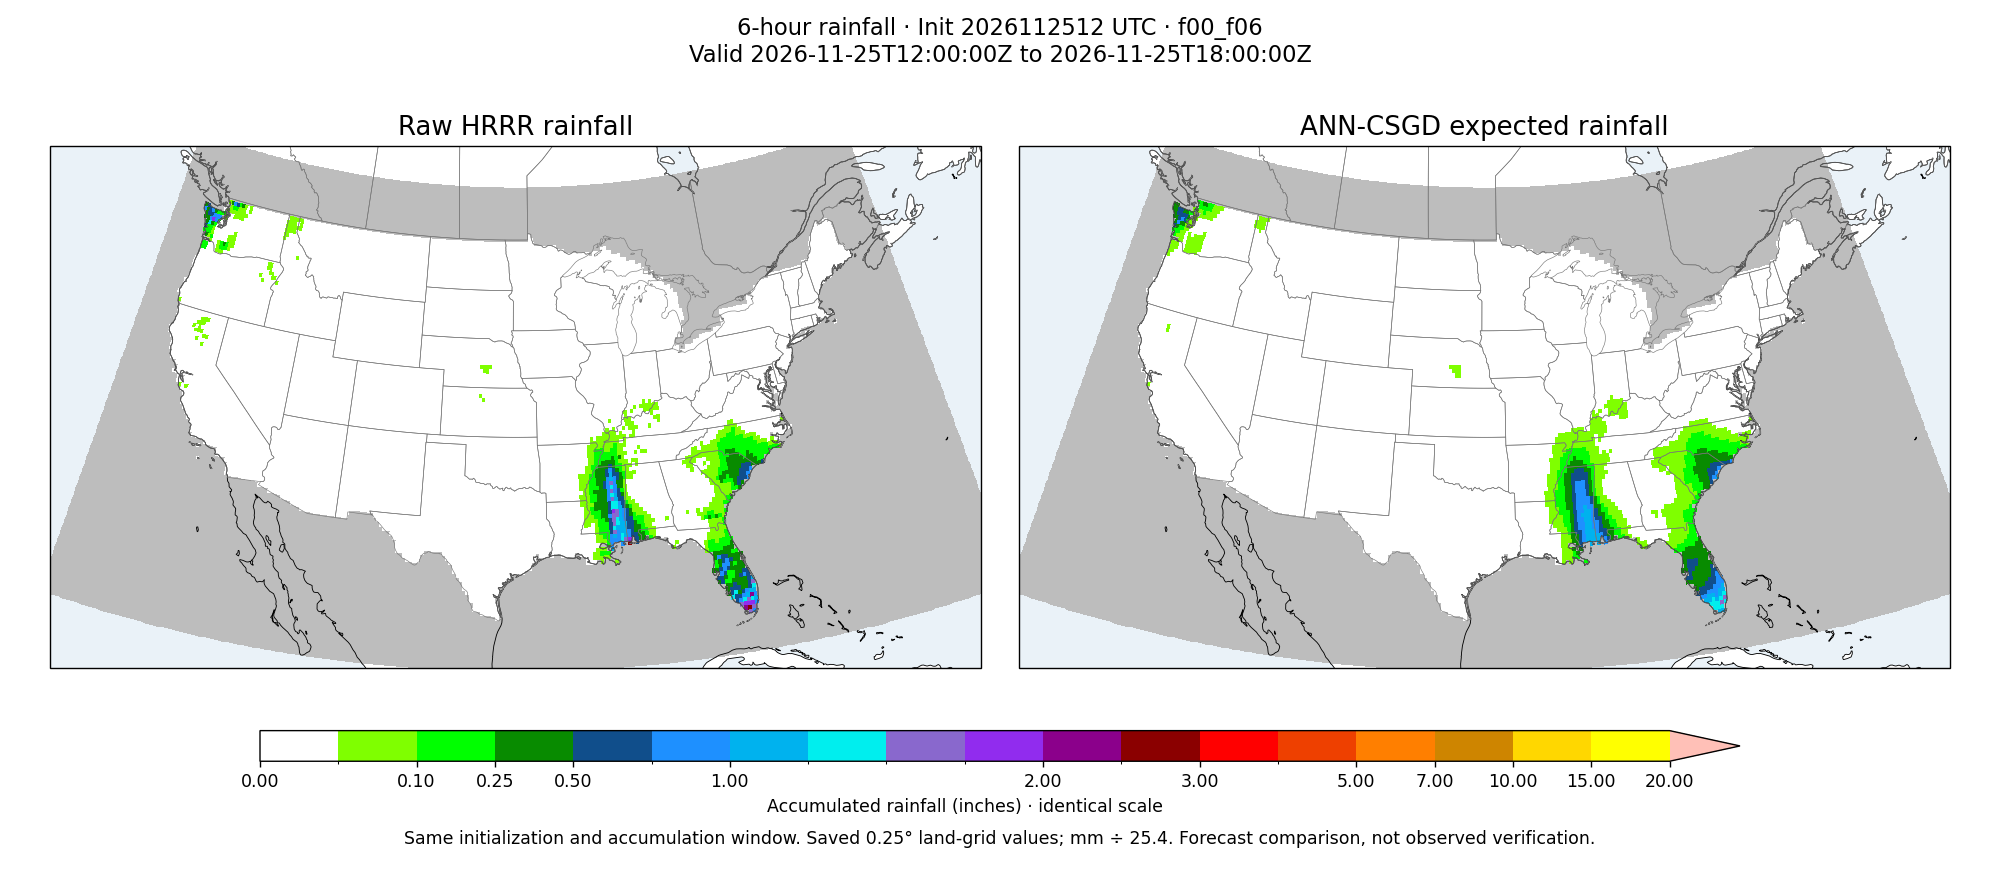 6-hour rainfall · Init 2026112512 UTC · f00_f06
Valid 2026-11-25T12:00:00Z to 2026-11-25T18:00:00Z
Raw HRRR rainfall
ANN-CSGD expected rainfall
0.00 0.10 0.25 0.50 1.00 2.00 3.00 5.00 7.00 10.00 15.00 20.00
Accumulated rainfall (inches) · identical scale
Same initialization and accumulation window. Saved 0.25° land-grid values; mm ÷ 25.4. Forecast comparison, not observed verification.